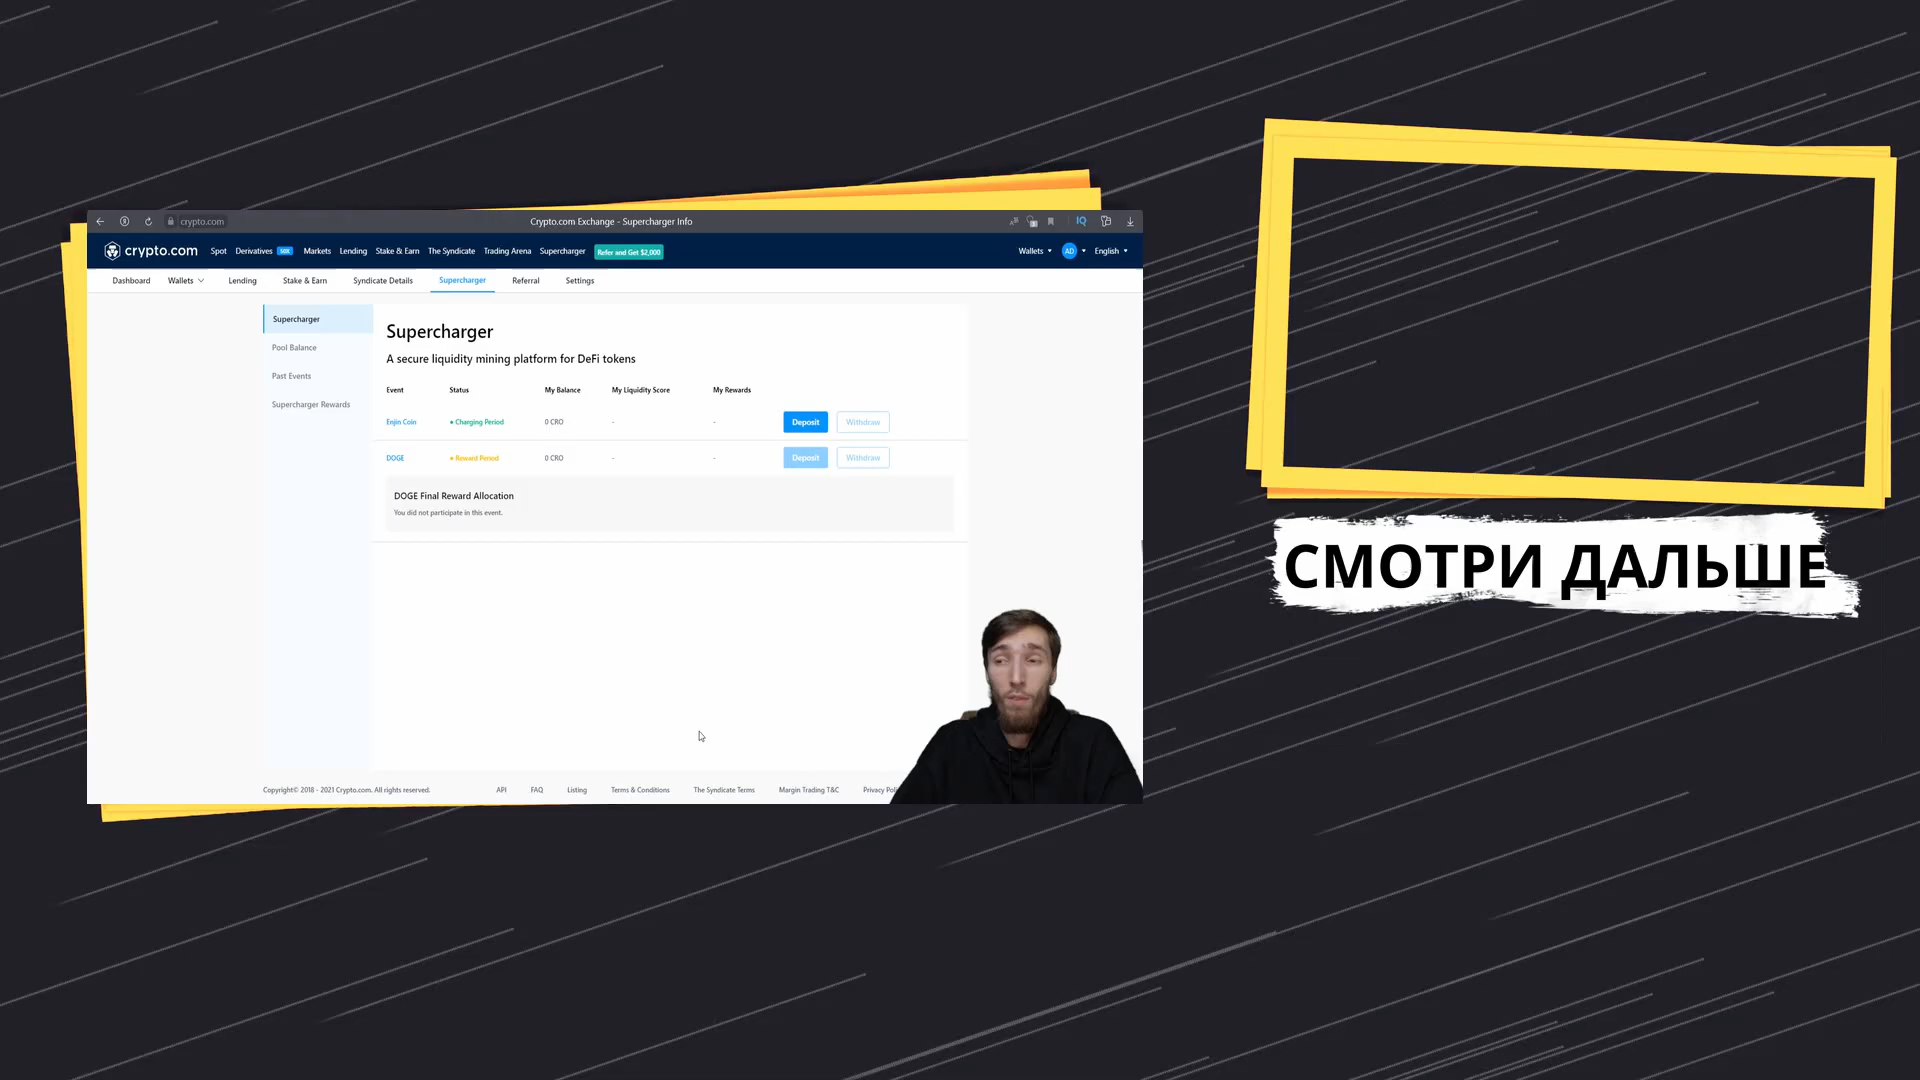 crypto.com
Crypto.com Exchange - Supercharger Info
IQ
crypto.com Spot Derivatives 50X Markets Lending Stake & Earn The Syndicate Trading Arena Supercharger Refer and Get $2,000 Wallets AD English
Dashboard Wallets Lending Stake & Earn Syndicate Details Supercharger Referral Settings
Supercharger
Pool Balance
Past Events
Supercharger Rewards
Supercharger
A secure liquidity mining platform for DeFi tokens
Event Status My Balance My Liquidity Score My Rewards
Enjin Coin Charging Period 0 CRO - - Deposit Withdraw
DOGE Reward Period 0 CRO - - Deposit Withdraw
DOGE Final Reward Allocation
You did not participate in this event.
Copyright© 2018 - 2021 Crypto.com. All rights reserved. API FAQ Listing Terms & Conditions The Syndicate Terms Margin Trading T&C Privacy
СМОТРИ ДАЛЬШЕ